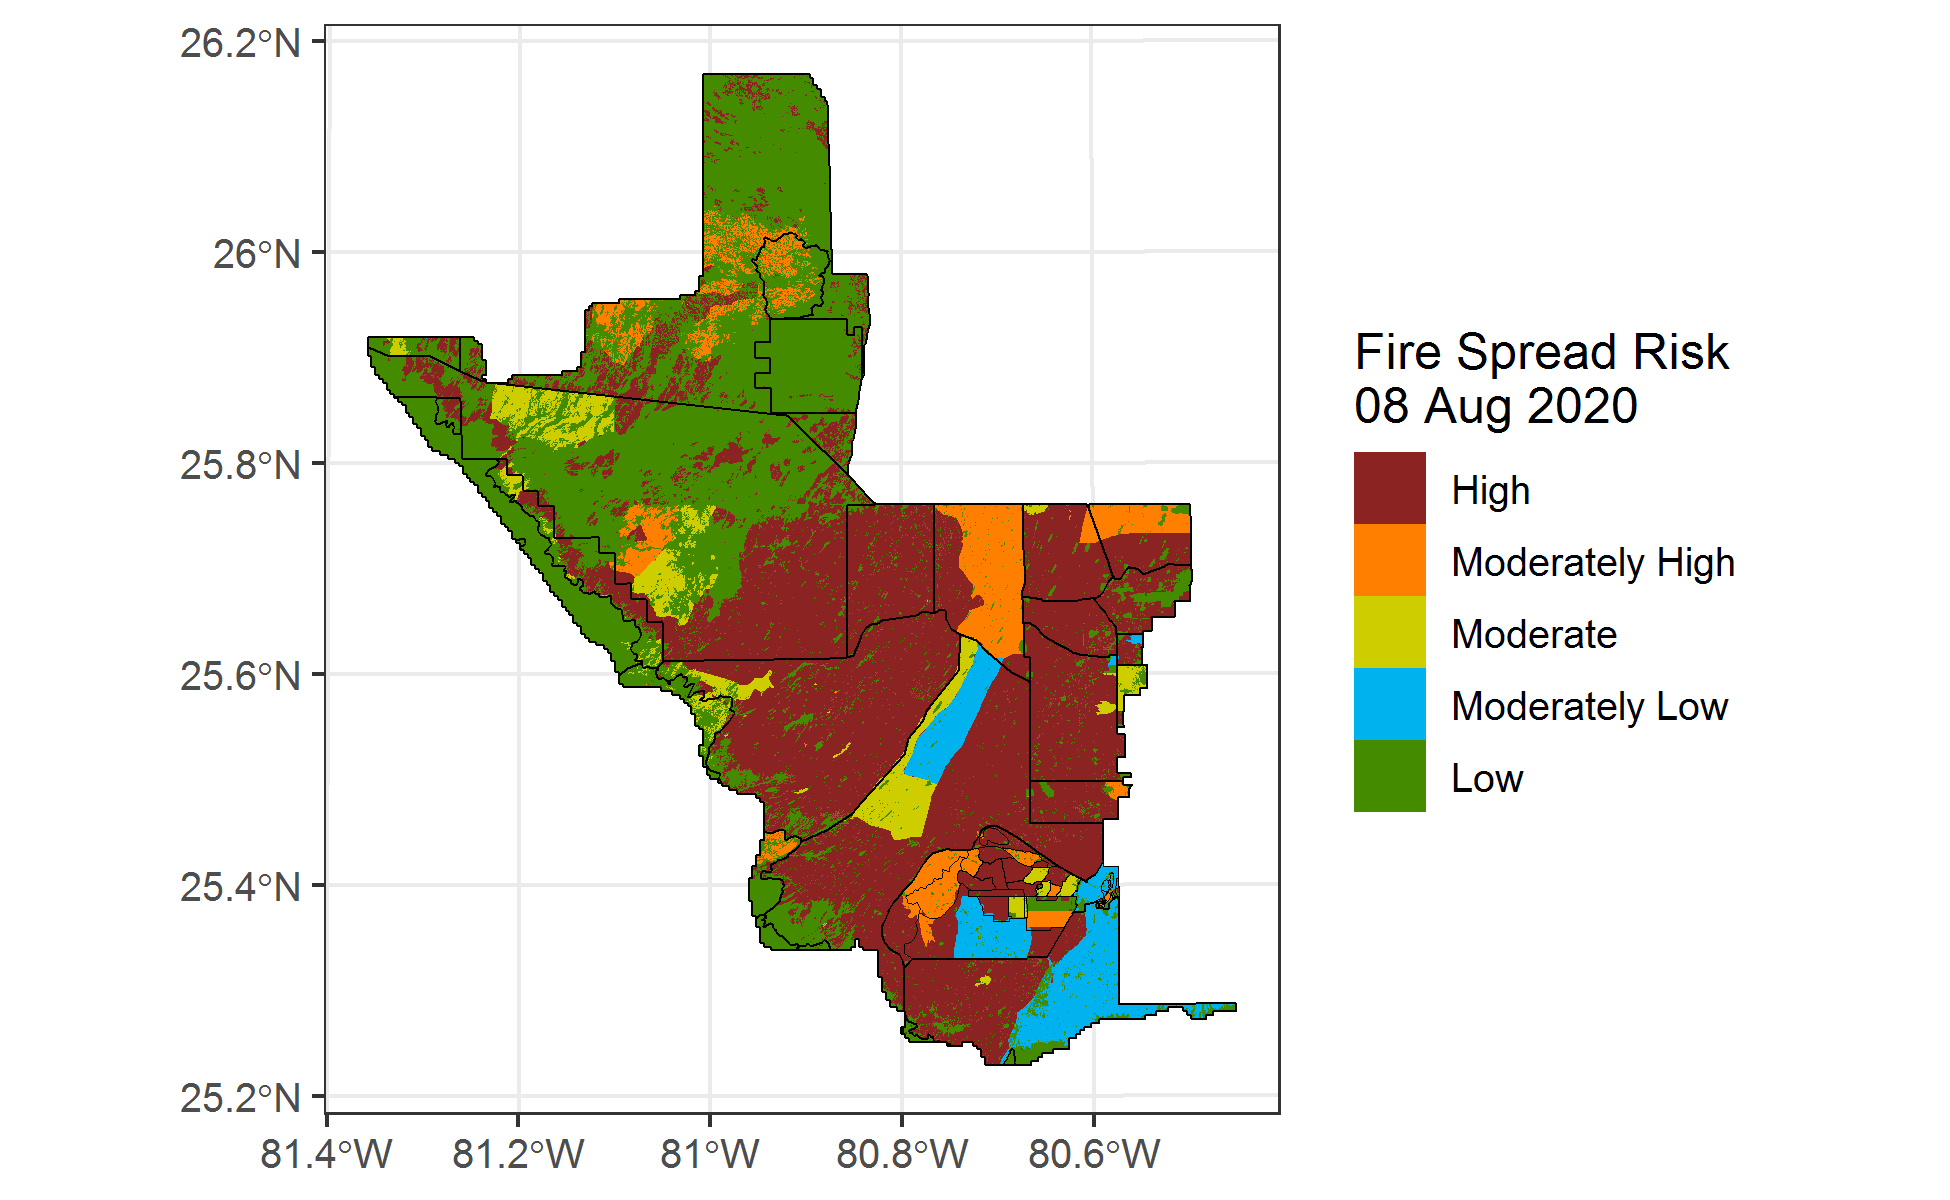 26.2°N
26°N
25.8°N
25.6°N
25.4°N
25.2°N
81.4°W
81.2°W
81°W
80.8°W
80.6°W
Fire Spread Risk
08 Aug 2020
High
Moderately High
Moderate
Moderately Low
Low